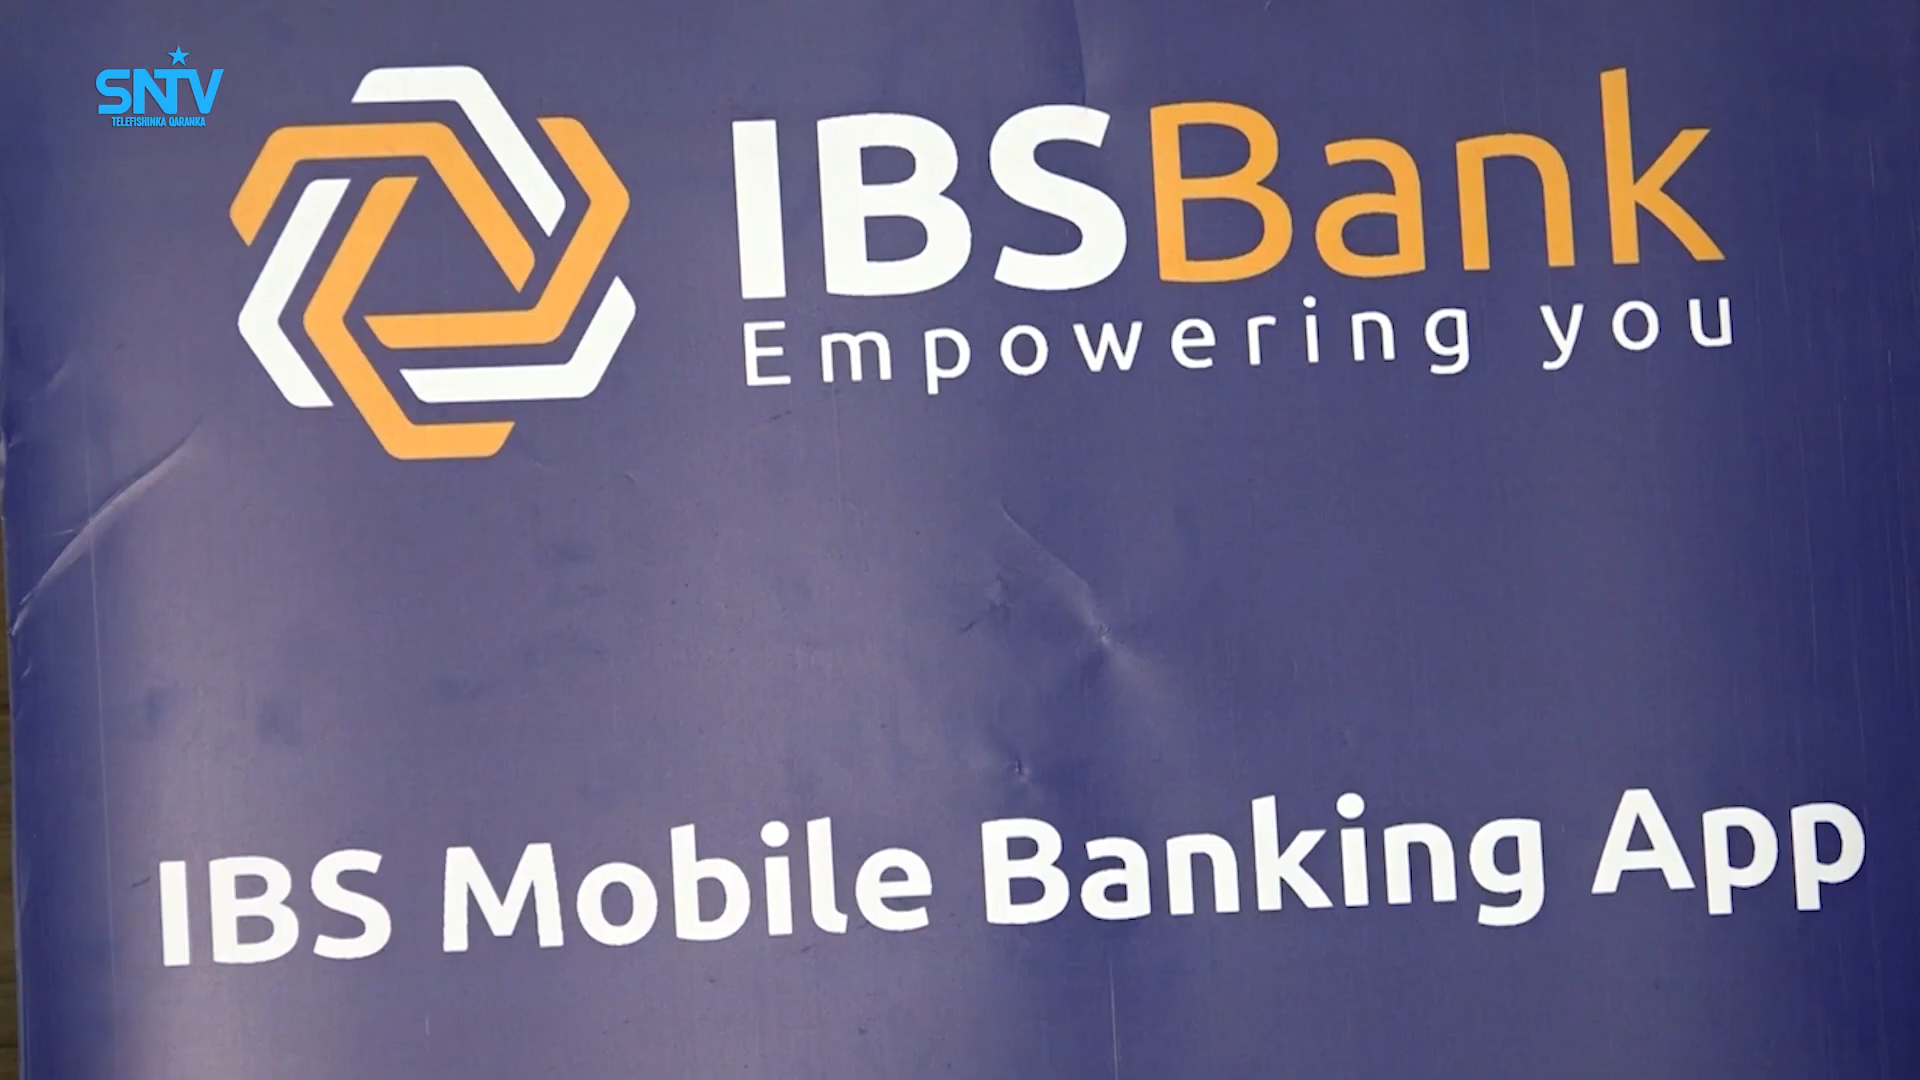 SNTV
TELEFISHINKA QARANKA
IBSBank
Empowering you
IBS Mobile Banking App